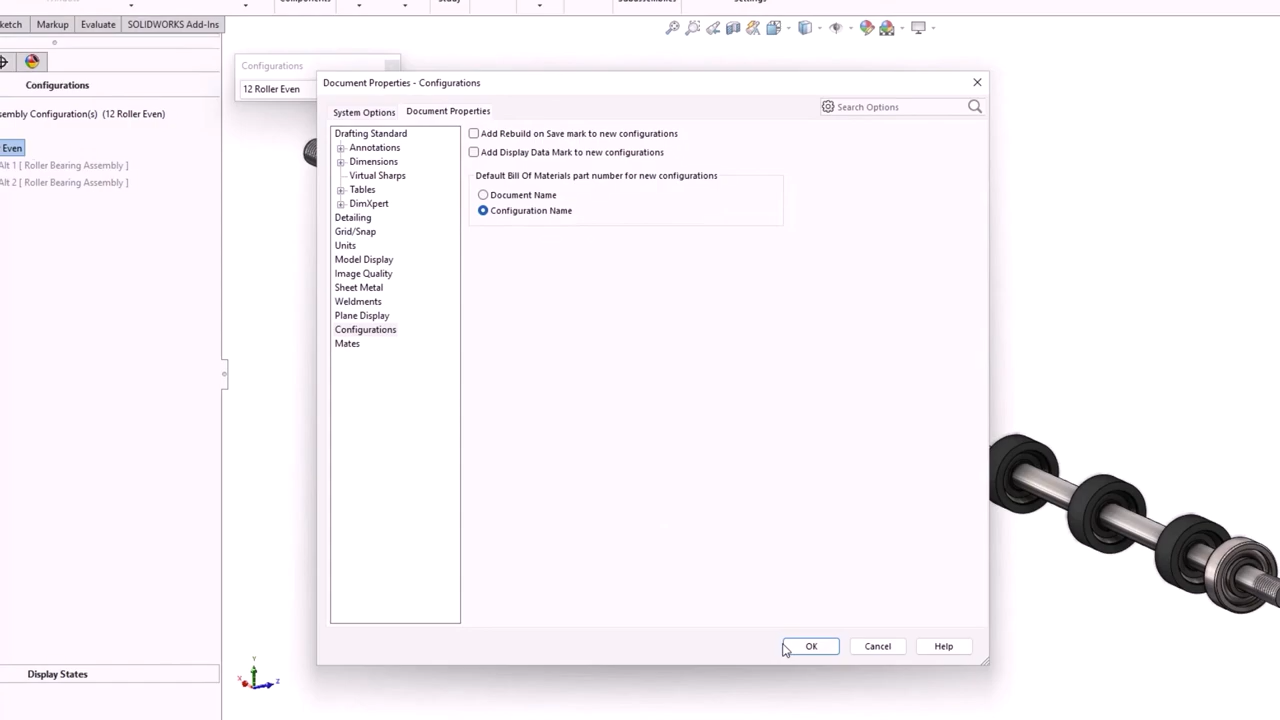 Components
Study
Subassemblies
Settings
ketch
Markup
Evaluate
SOLIDWORKS Add-Ins
Configurations
sembly Configuration(s) (12 Roller Even)
Even
Alt 1 [ Roller Bearing Assembly ]
Alt 2 [ Roller Bearing Assembly ]
Display States
Configurations
12 Roller Even
Document Properties - Configurations
System Options
Document Properties
Search Options
Drafting Standard
Annotations
Dimensions
Virtual Sharps
Tables
DimXpert
Detailing
Grid/Snap
Units
Model Display
Image Quality
Sheet Metal
Weldments
Plane Display
Configurations
Mates
Add Rebuild on Save mark to new configurations
Add Display Data Mark to new configurations
Default Bill Of Materials part number for new configurations
Document Name
Configuration Name
OK
Cancel
Help
Y
X
Z